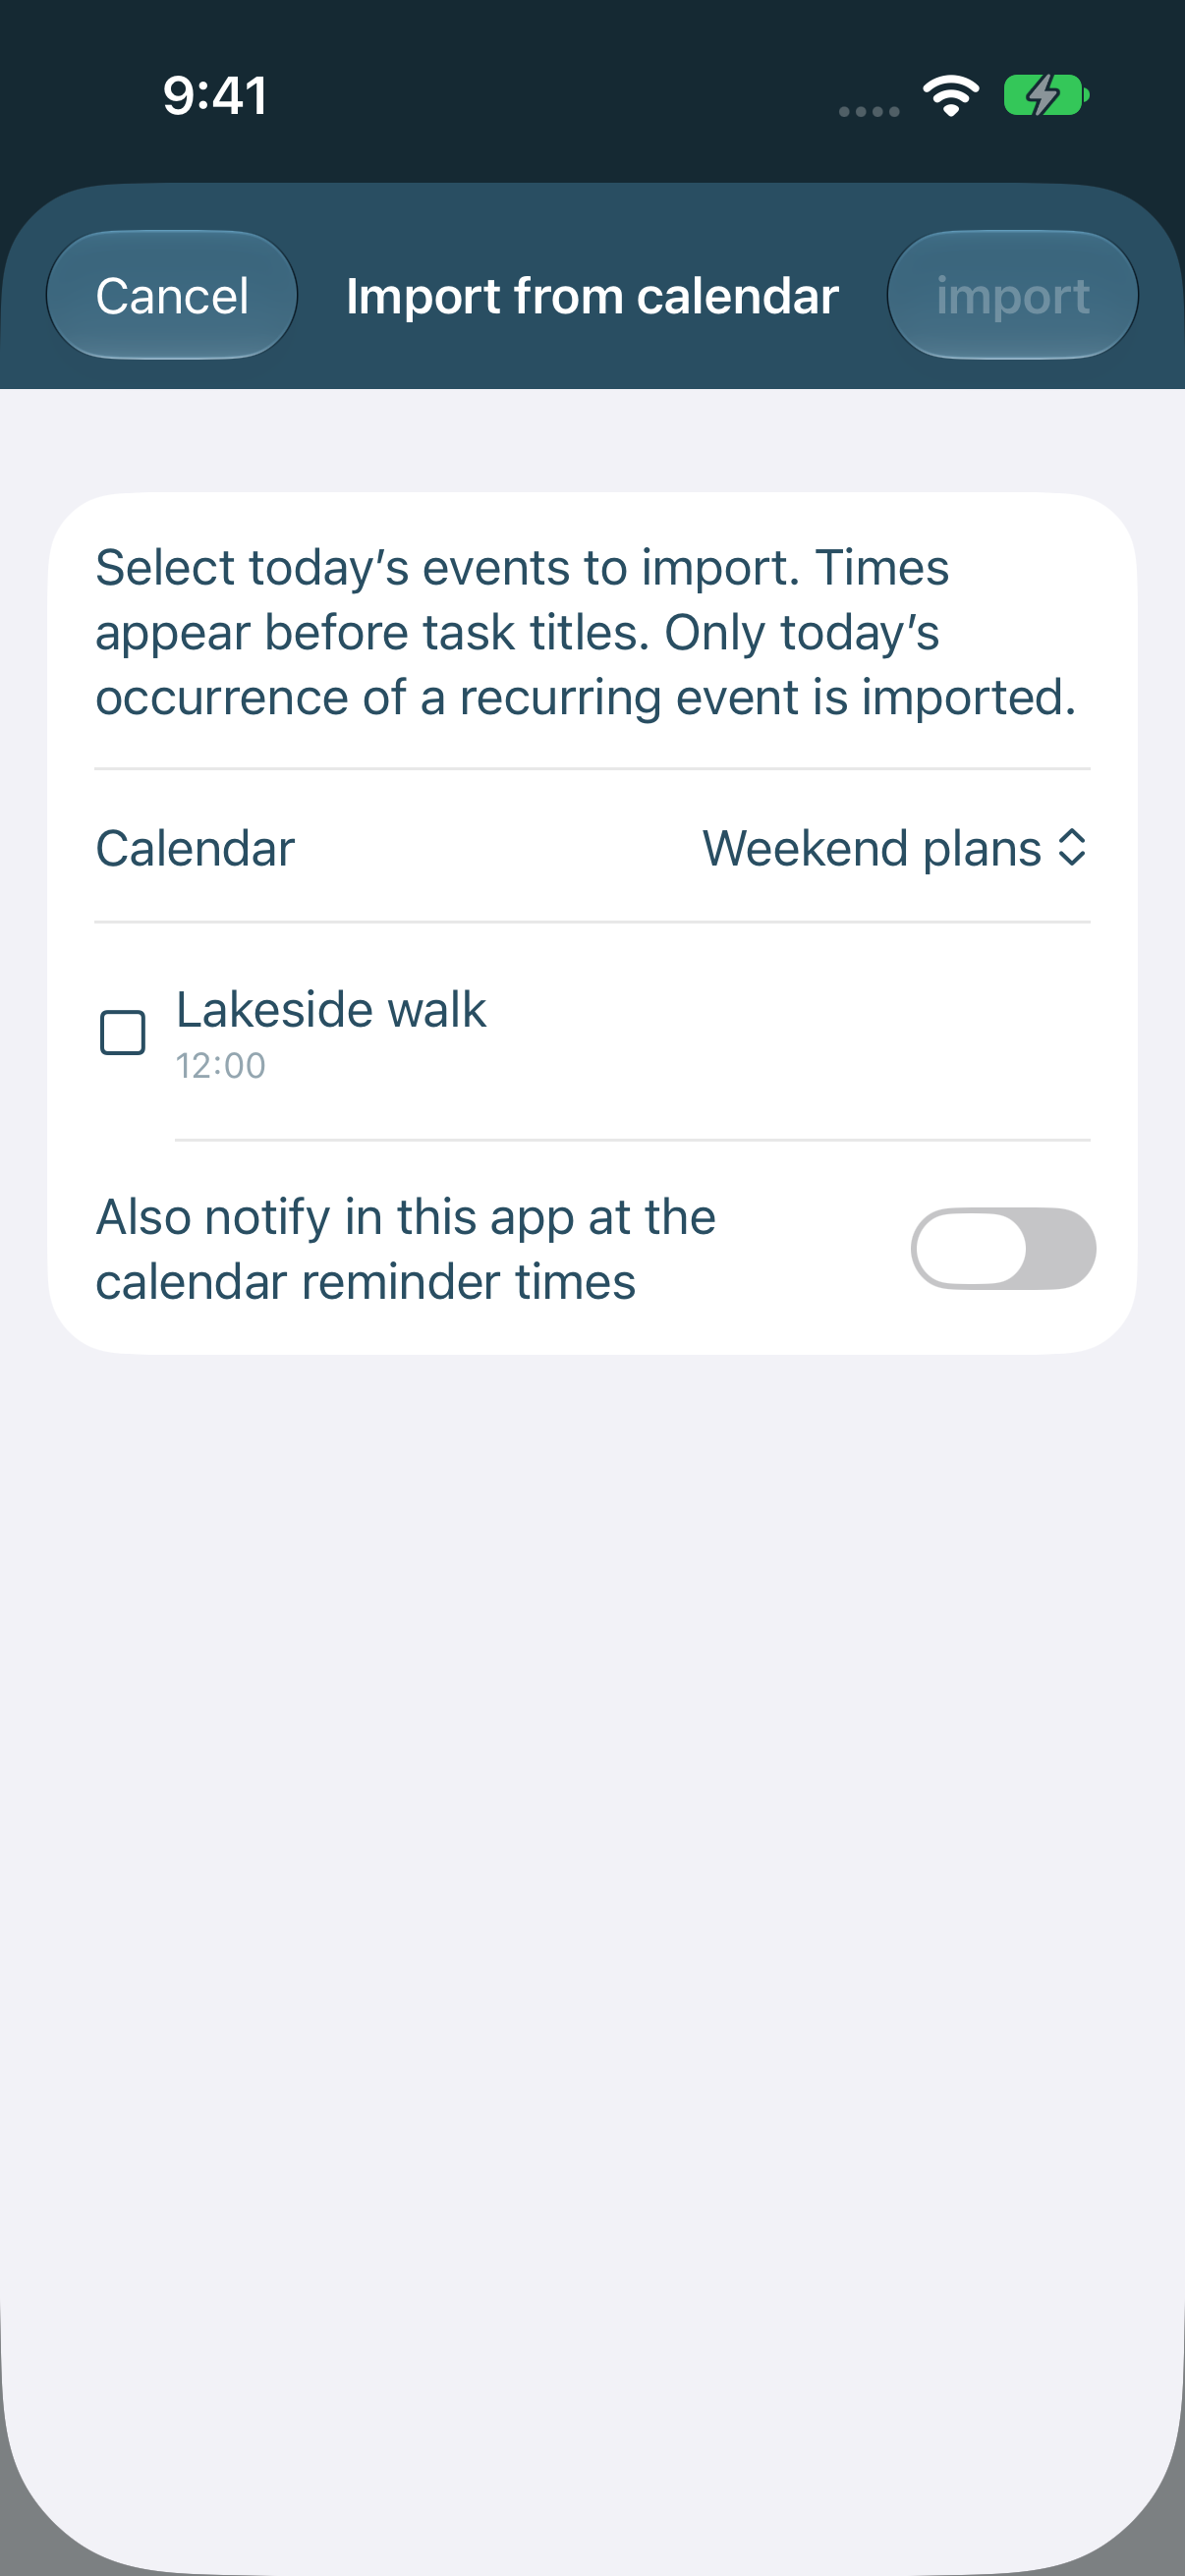 9:41
Cancel
Import from calendar
import
Select today’s events to import. Times
appear before task titles. Only today’s
occurrence of a recurring event is imported.
Calendar
Weekend plans
Lakeside walk
12:00
Also notify in this app at the
calendar reminder times